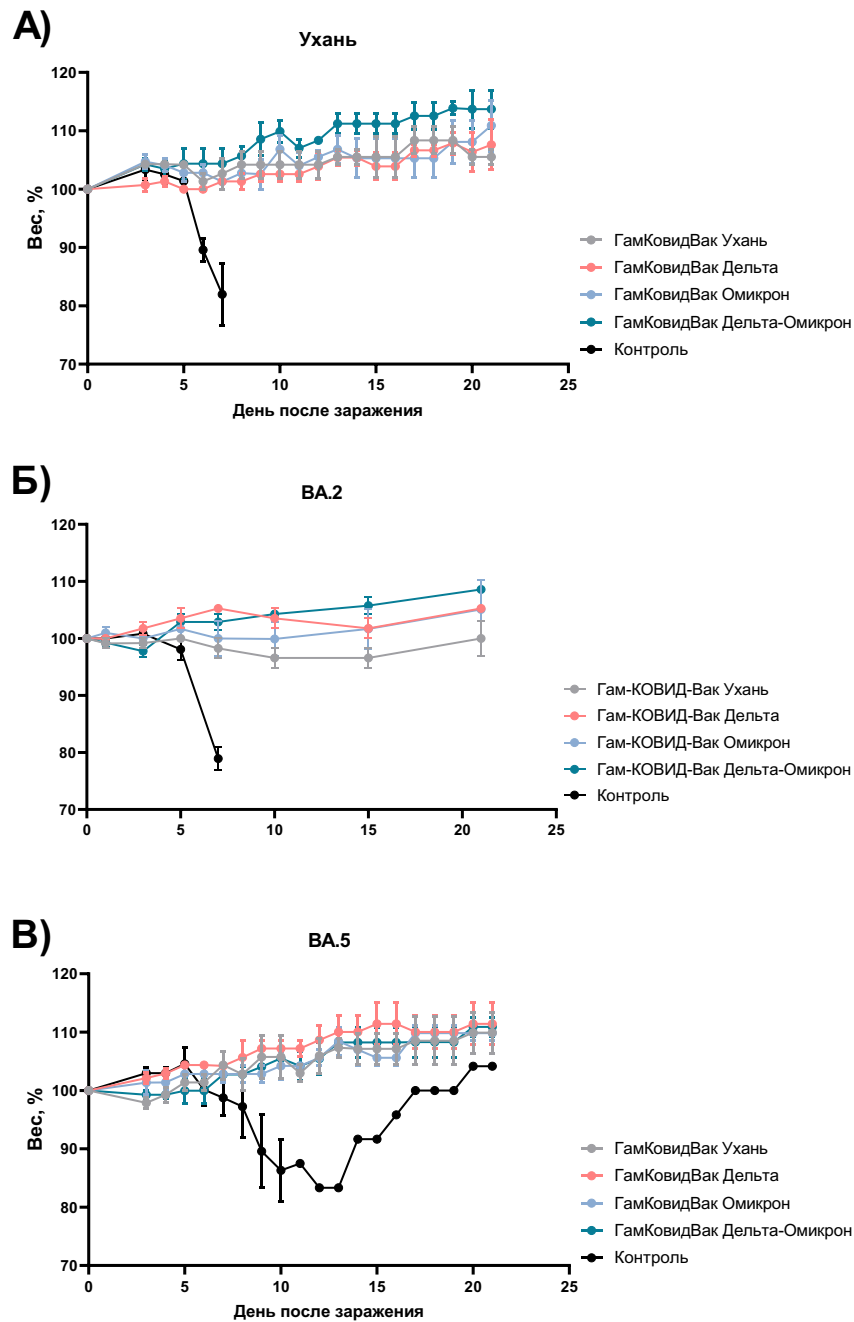 А)
Ухань
120
110
100
90
80
70
Вес, %
0 5 10 15 20 25
День после заражения
ГамКовидВак Ухань
ГамКовидВак Дельта
ГамКовидВак Омикрон
ГамКовидВак Дельта-Омикрон
Контроль
Б)
BA.2
120
110
100
90
80
70
0 5 10 15 20 25
Гам-КОВИД-Вак Ухань
Гам-КОВИД-Вак Дельта
Гам-КОВИД-Вак Омикрон
Гам-КОВИД-Вак Дельта-Омикрон
Контроль
В)
BA.5
120
110
100
90
80
70
Вес, %
0 5 10 15 20 25
День после заражения
ГамКовидВак Ухань
ГамКовидВак Дельта
ГамКовидВак Омикрон
ГамКовидВак Дельта-Омикрон
Контроль